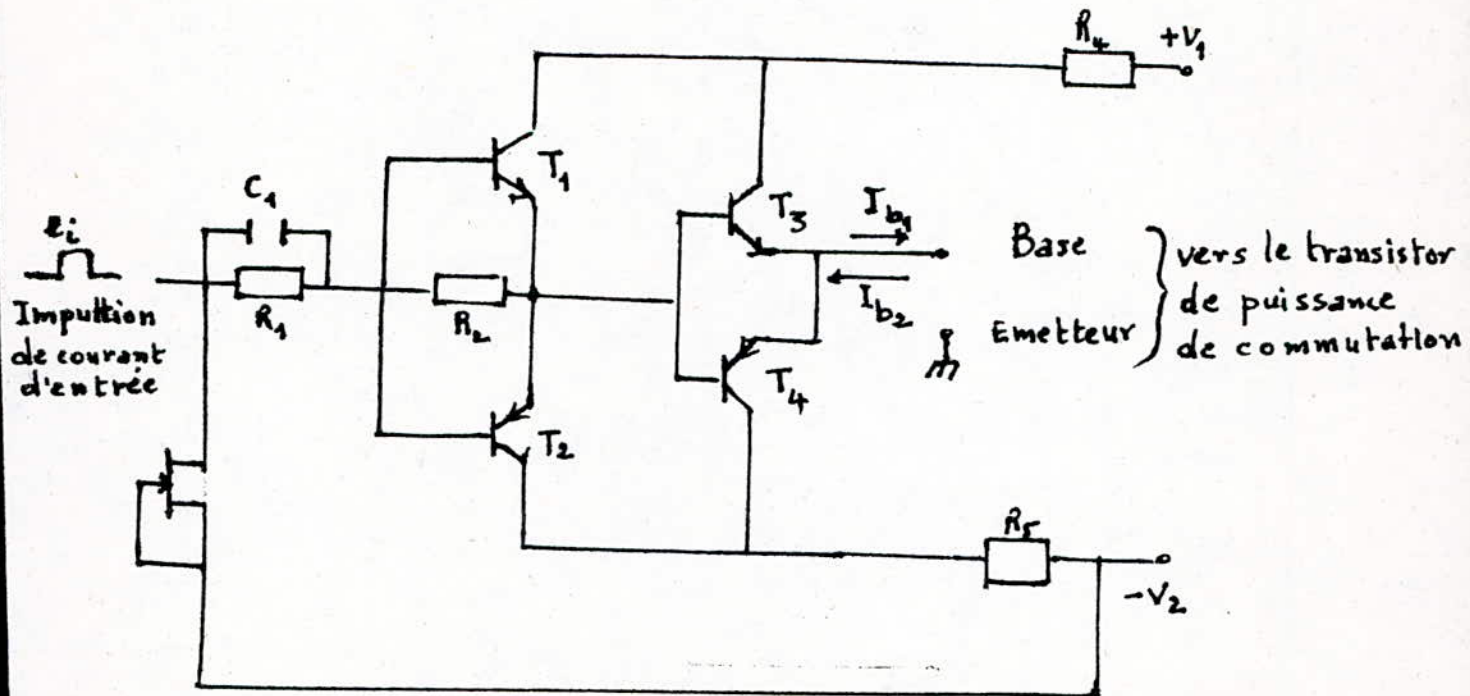 R4
+V1
T1
C1
ei
T3
Ib1
Base
vers le transistor
Impultion
de courant
d'entrée
R1
R2
Ib2
de puissance
Emetteur
de commutation
T4
T2
R5
-V2